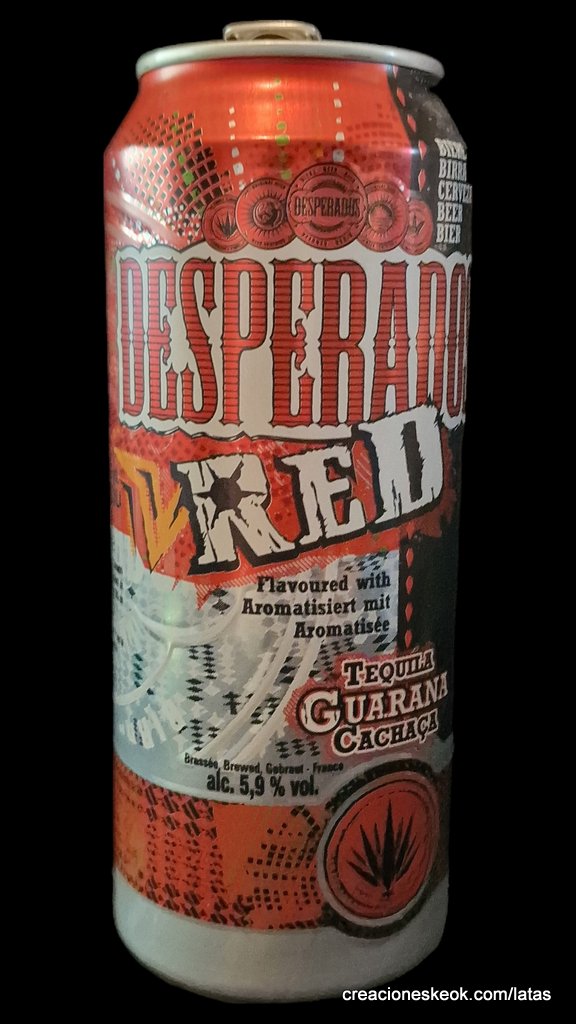 BIÈRE
BIRRA
CERVEZA
BEER
BIER
DESPERADOS
DESPERADO
RED
Flavoured with
Aromatisiert mit
Aromatisée
TEQUILA
GUARANA
CACHAÇA
Brassée, Brewed, Gebraut - France
alc. 5,9 % vol.
creacioneskeok.com/latas